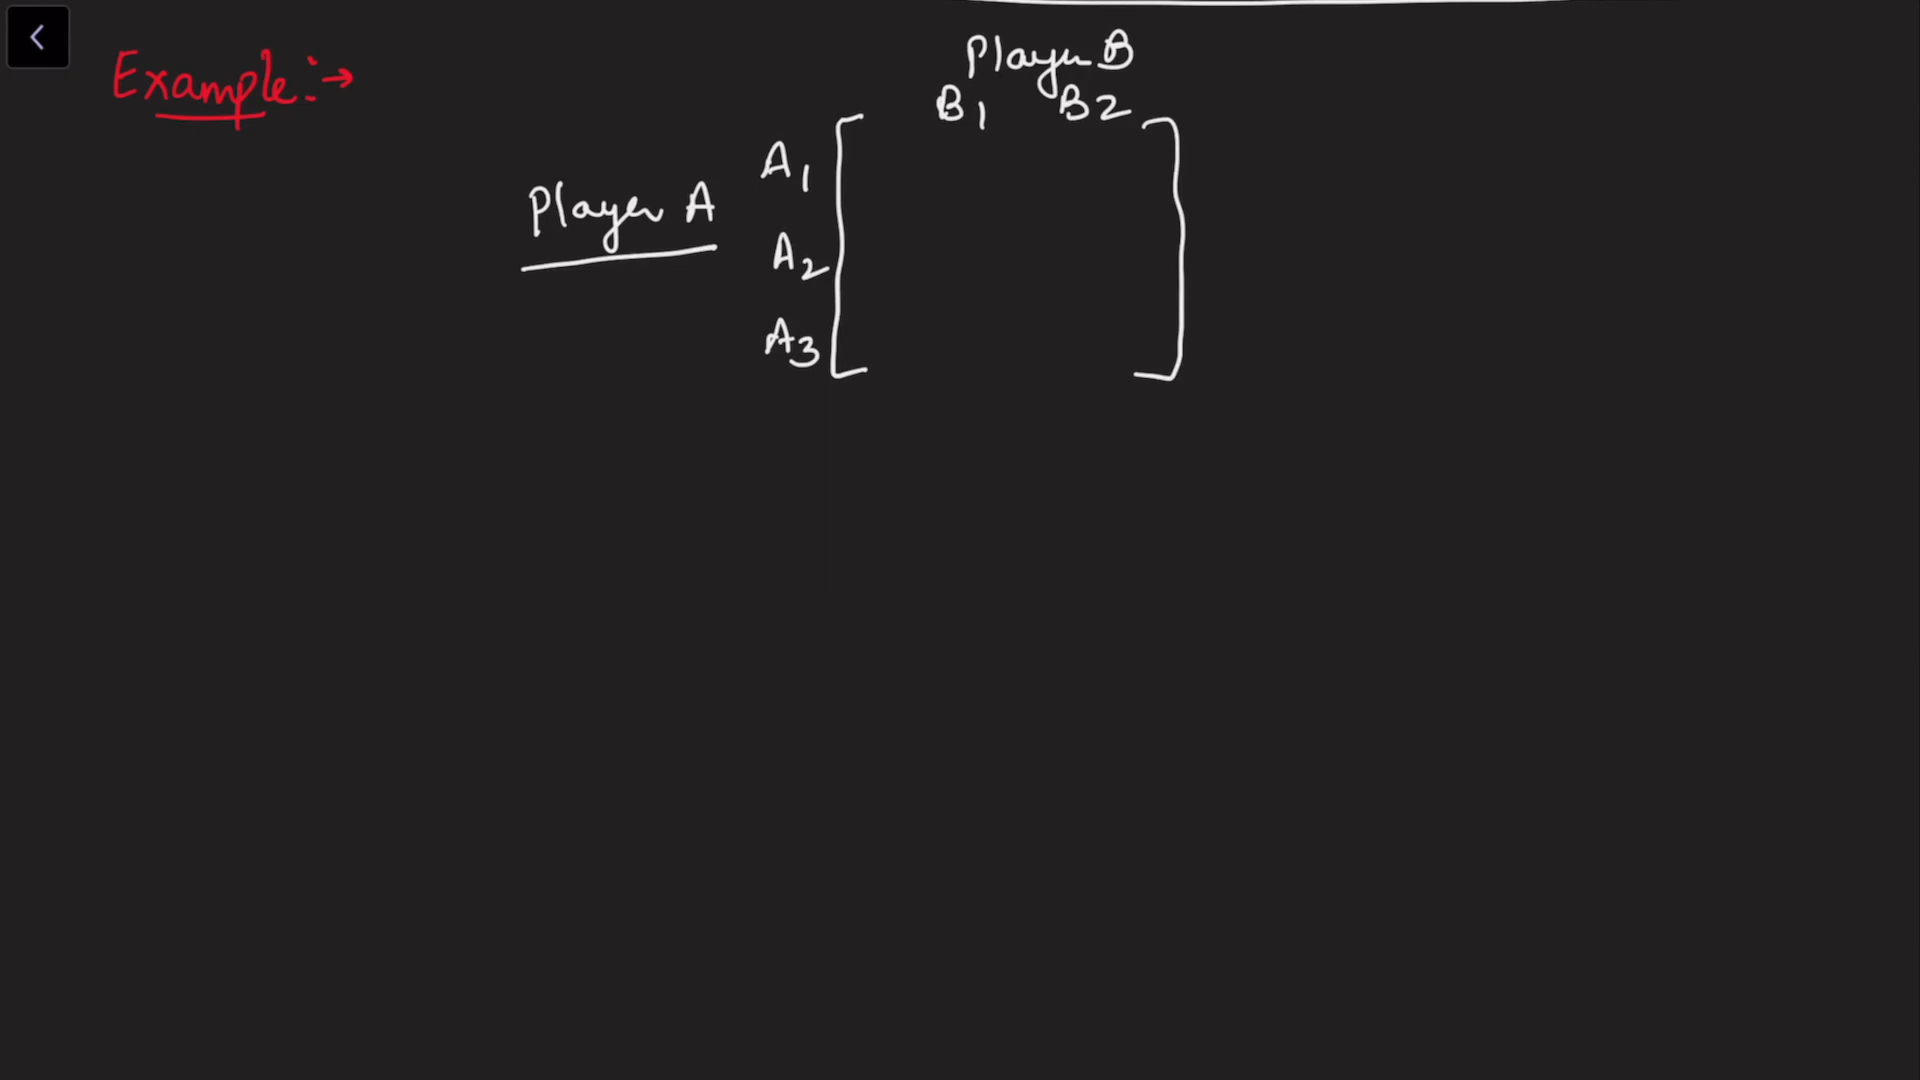 Example:→
Player B
B1 B2
A1
Player A
A2
A3